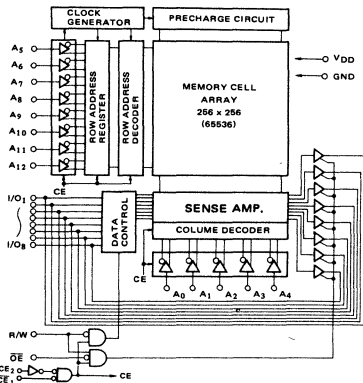 CLOCK GENERATOR
PRECHARGE CIRCUIT
A5
A6
A7
A8
A9
A10
A11
A12
ROW ADDRESS REGISTER
ROW ADDRESS DECODER
MEMORY CELL ARRAY
256 x 256
(65536)
VDD
GND
CE
I/O1
I/O8
DATA CONTROL
SENSE AMP.
COLUME DECODER
CE
A0 A1 A2 A3 A4
R/W
OE
CE2
CE1
CE